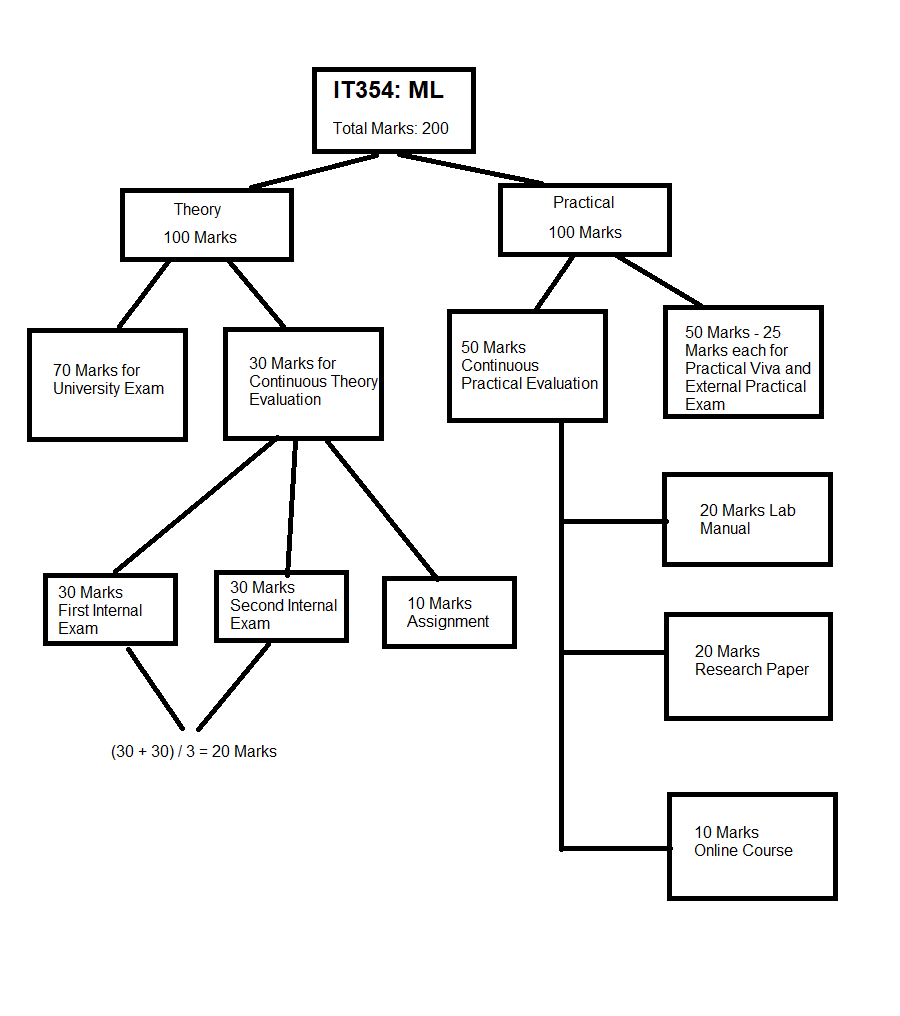 IT354: ML
Total Marks: 200
Theory
100 Marks
Practical
100 Marks
70 Marks for
University Exam
30 Marks for
Continuous Theory
Evaluation
50 Marks
Continuous
Practical Evaluation
50 Marks - 25
Marks each for
Practical Viva and
External Practical
Exam
30 Marks
First Internal
Exam
30 Marks
Second Internal
Exam
10 Marks
Assignment
(30 + 30) / 3 = 20 Marks
20 Marks Lab
Manual
20 Marks
Research Paper
10 Marks
Online Course